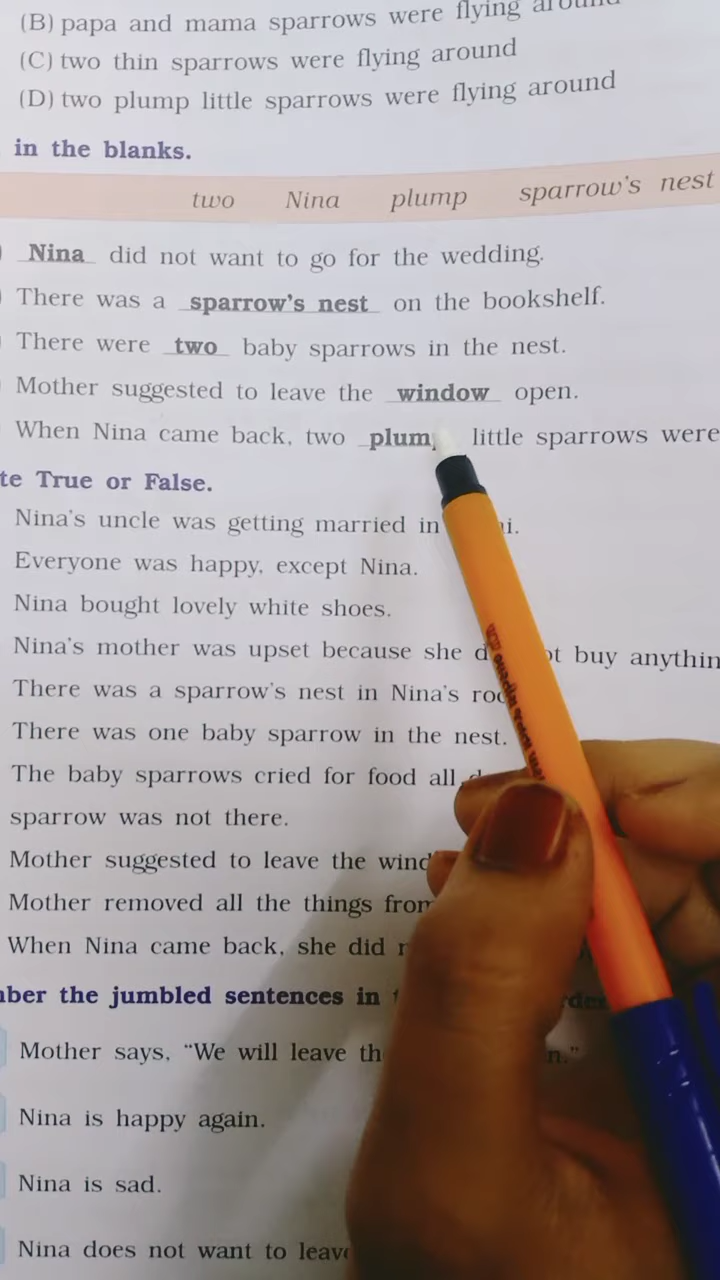 (B) papa and mama sparrows were flying around
(C) two thin sparrows were flying around
(D) two plump little sparrows were flying around
in the blanks.
two Nina plump sparrow's nest
Nina did not want to go for the wedding.
There was a sparrow's nest on the bookshelf.
There were two baby sparrows in the nest.
Mother suggested to leave the window open.
When Nina came back, two plump little sparrows were
te True or False.
Nina's uncle was getting married in
Everyone was happy, except Nina.
Nina bought lovely white shoes.
Nina's mother was upset because she buy
There was a sparrow's nest in Nina's
There was one baby sparrow in the nest.
The baby sparrows cried for food all
sparrow was not there.
Mother suggested to leave the
Mother removed all the things
When Nina came back, she did
the jumbled sentences in
Mother says, "We will leave
Nina is happy again.
Nina is sad.
Nina does not want to